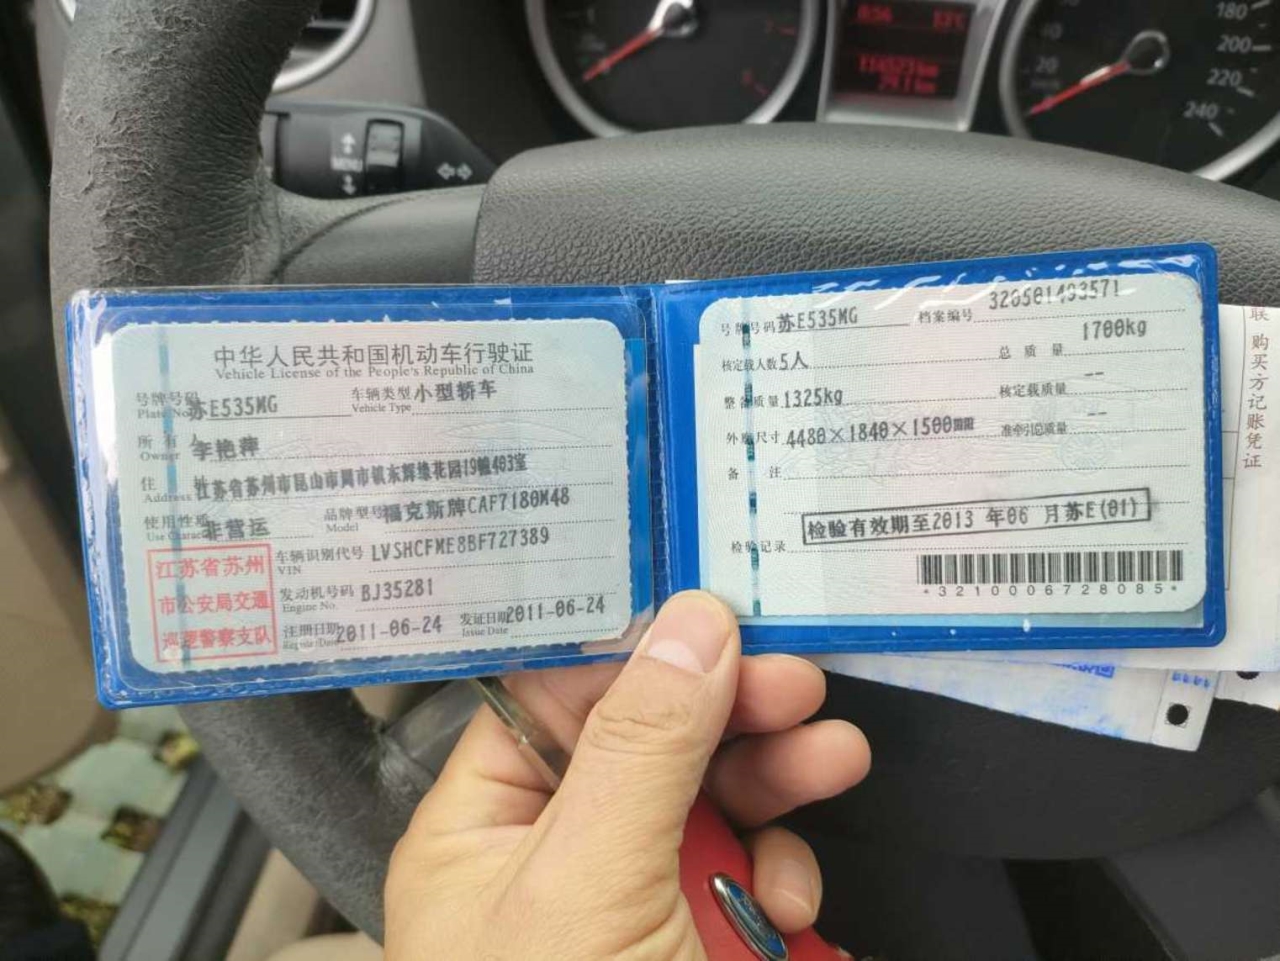 8:04 13℃
180
200
220
240
20
MENU
中华人民共和国机动车行驶证
Vehicle License of the People's Republic of China
号牌号码 苏E535MG 车辆类型 小型轿车
Plate No. Vehicle Type
所有人 李艳萍
Owner
住 江苏省苏州市昆山市周市镇东辉缘花园19幢403室
Address
使用性质 非营运 品牌型号 福克斯牌CAF7180M48
Use Character Model
江苏省苏州
市公安局交通
巡逻警察支队
车辆识别代号 LVSHCFME8BF727389
VIN
发动机号码 BJ35281
Engine No.
注册日期 2011-06-24 发证日期 2011-06-24
Register Date Issue Date
号牌号码 苏E535MG 档案编号 320501493571
核定载人数 5人 总质量 1700kg
整备质量 1325kg 核定载质量 --
外廓尺寸 4480×1840×1500mm 准牵引总质量 --
备注
检验有效期至2013 年06 月苏E(01)
检验记录
*3210006728085*
联 购买方记账凭证